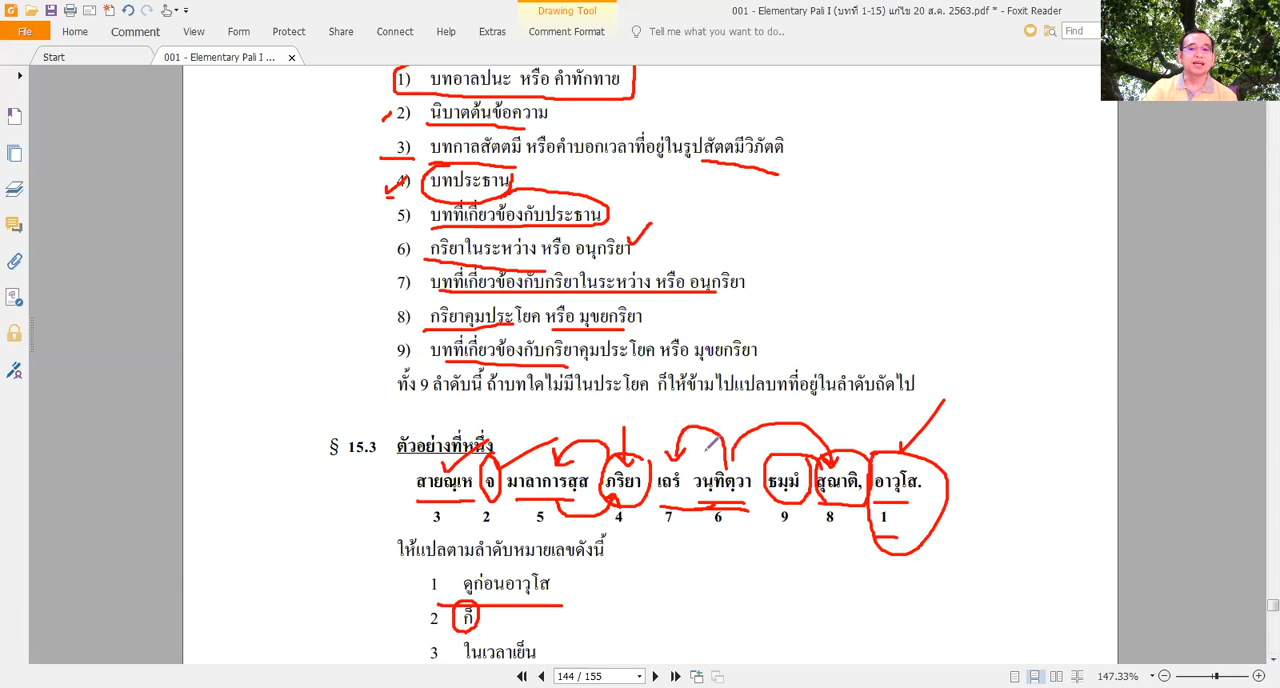 Drawing Tool
001 - Elementary Pali I (บทที่ 1-15) แก้ไข 20 ส.ค. 2563.pdf * - Foxit Reader
File Home Comment View Form Protect Share Connect Help Extras Comment Format Tell me what you want to do.. Find
Start 001 - Elementary Pali I ...
1) บทอาลปนะ หรือ คำทักทาย
2) นิบาตต้นข้อความ
3) บทกาลสัตตมี หรือคำบอกเวลาที่อยู่ในรูปสัตตมีวิภัตติ
4) บทประธาน
5) บทที่เกี่ยวข้องกับประธาน
6) กริยาในระหว่าง หรือ อนุกริยา
7) บทที่เกี่ยวข้องกับกริยาในระหว่าง หรือ อนุกริยา
8) กริยาคุมประโยค หรือ มุขยกริยา
9) บทที่เกี่ยวข้องกับกริยาคุมประโยค หรือ มุขยกริยา
ทั้ง 9 ลำดับนี้ ถ้าบทใดไม่มีในประโยค ก็ให้ข้ามไปแปลบทที่อยู่ในลำดับถัดไป
§ 15.3 ตัวอย่างที่หนึ่ง
สายณฺเห จ มาลาการสฺส ภริยา เถรํ วนฺทิตฺวา ธมฺมํ สุณาติ, อาวุโส.
3 2 5 4 7 6 9 8 1
ให้แปลตามลำดับหมายเลขดังนี้
1 ดูก่อนอาวุโส
2 ก็
3 ในเวลาเย็น
144 / 155 147.33%